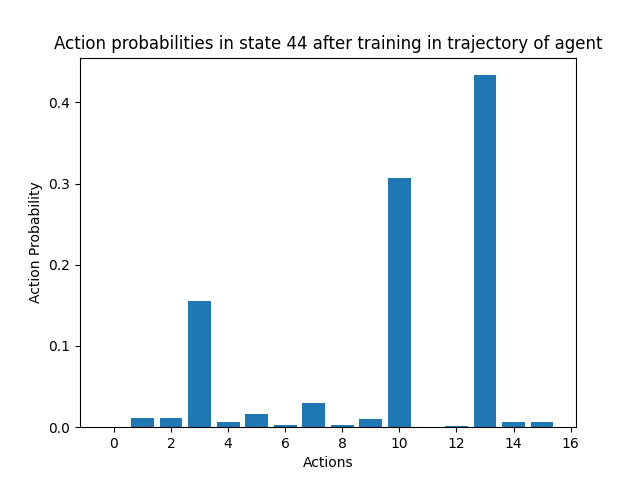 Action probabilities in state 44 after training in trajectory of agent
0.4
0.3
0.2
0.1
0.0
Action Probability
0 2 4 6 8 10 12 14 16
Actions